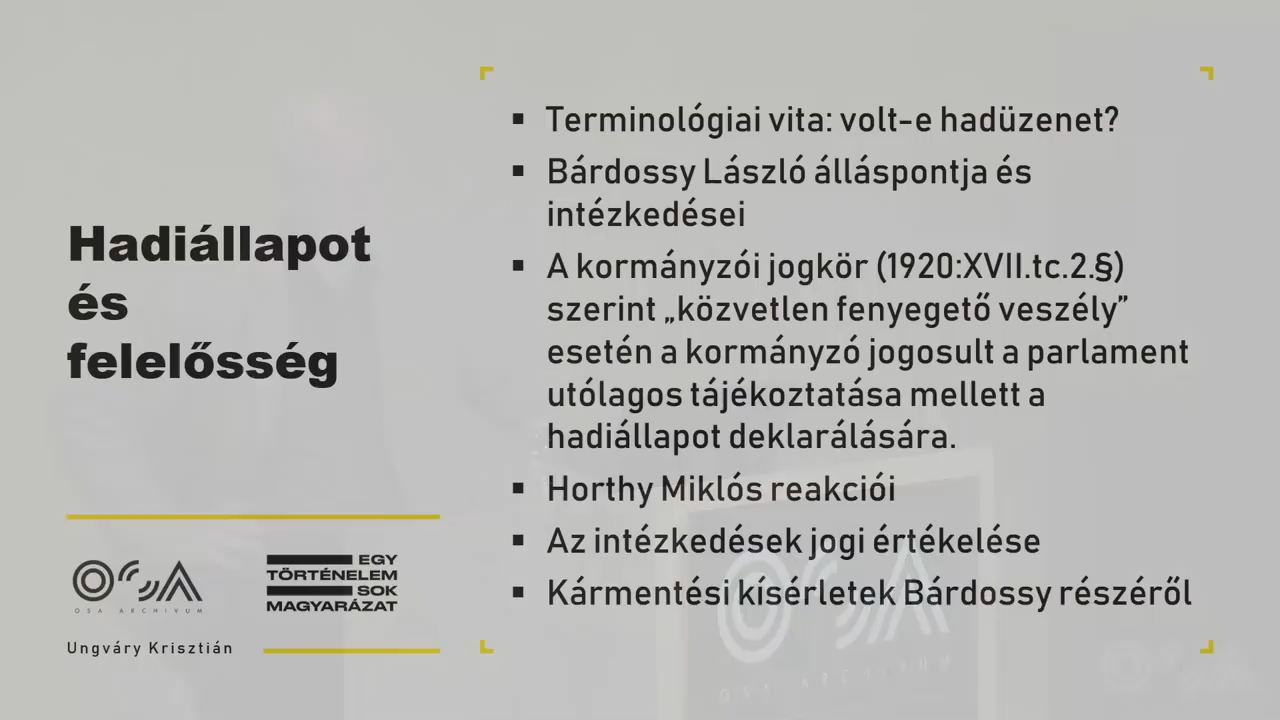 Hadiállapot
és
felelősség
▪ Terminológiai vita: volt-e hadüzenet?
▪ Bárdossy László álláspontja és
intézkedései
▪ A kormányzói jogkör (1920:XVII.tc.2.§)
szerint „közvetlen fenyegető veszély”
esetén a kormányzó jogosult a parlament
utólagos tájékoztatása mellett a
hadiállapot deklarálására.
▪ Horthy Miklós reakciói
▪ Az intézkedések jogi értékelése
▪ Kármentési kísérletek Bárdossy részéről
OSA ARCHIVUM
EGY
TÖRTÉNELEM
SOK
MAGYARÁZAT
Ungváry Krisztián
OSA ARCHIVUM